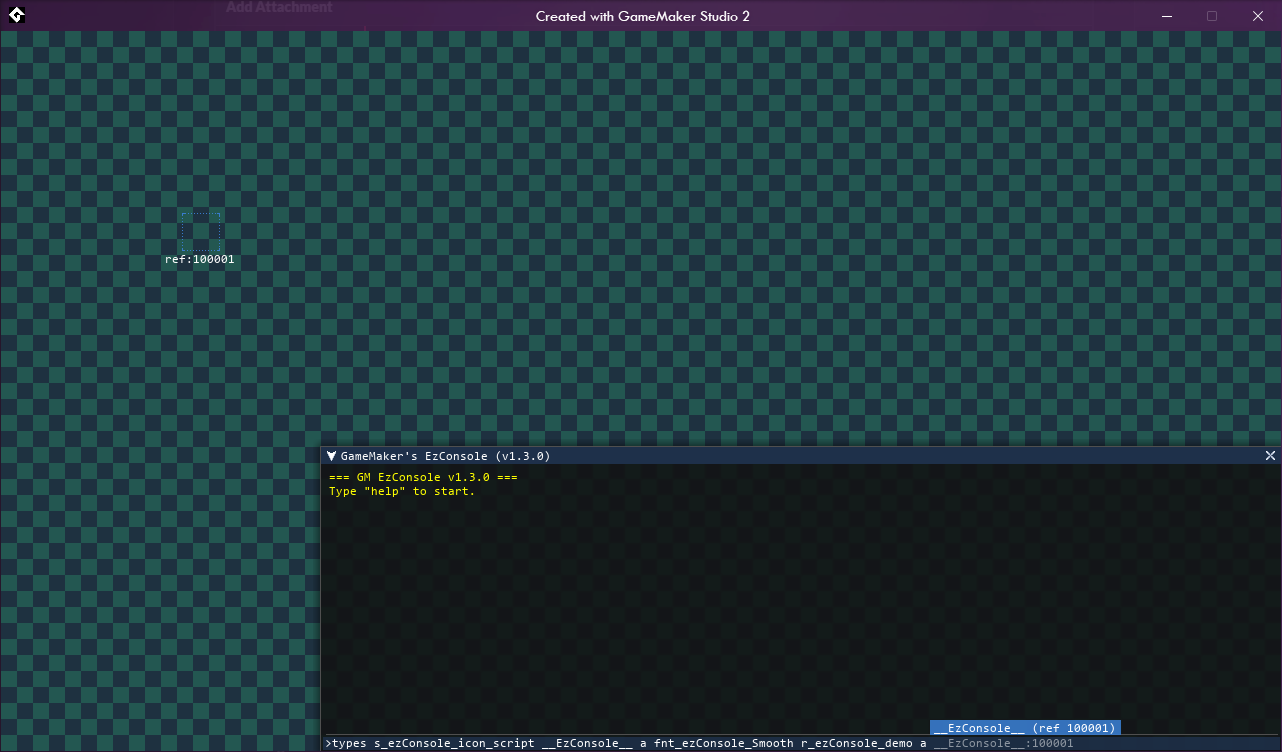 Add Attachment
Created with GameMaker Studio 2
ref:100001
GameMaker's EzConsole (v1.3.0)
=== GM EzConsole v1.3.0 ===
Type "help" to start.
__EzConsole__ (ref 100001)
>types s_ezConsole_icon_script __EzConsole__ a fnt_ezConsole_Smooth r_ezConsole_demo a __EzConsole__:100001